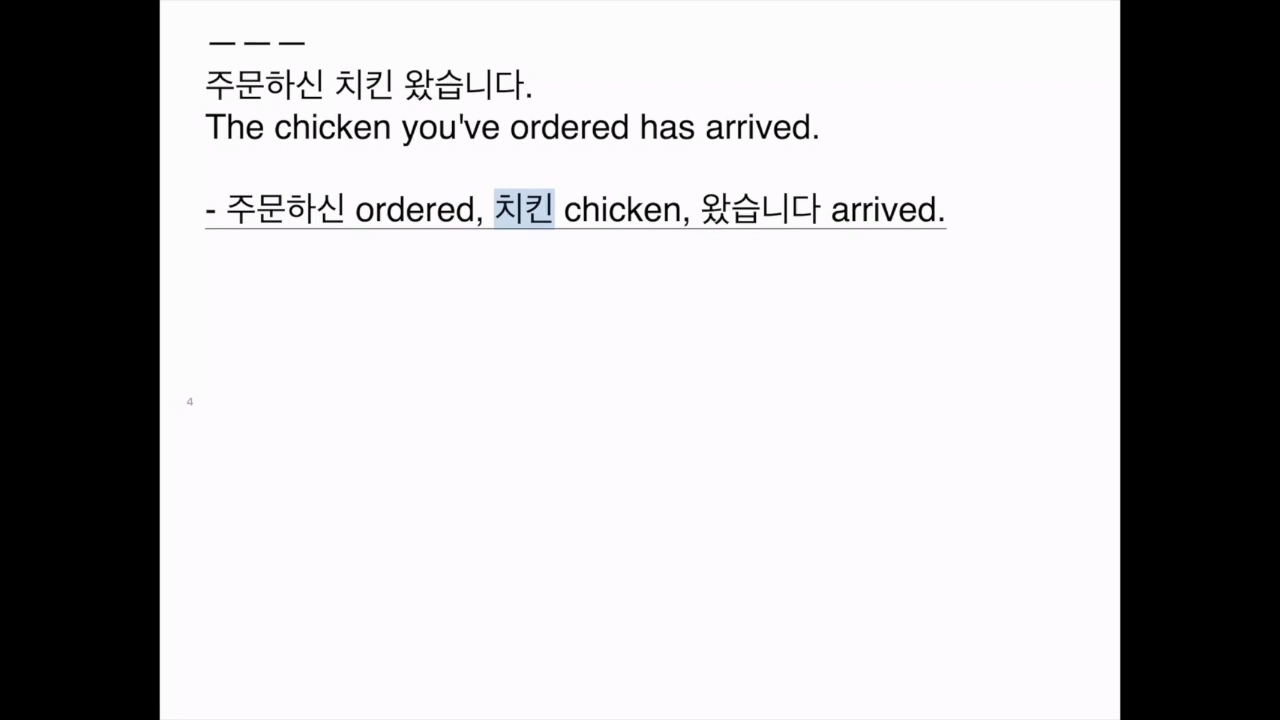 ———
주문하신 치킨 왔습니다.
The chicken you've ordered has arrived.
- 주문하신 ordered, 치킨 chicken, 왔습니다 arrived.
4